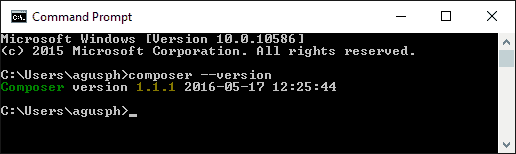 Command Prompt
Microsoft Windows [Version 10.0.10586]
(c) 2015 Microsoft Corporation. All rights reserved.
C:\Users\agusph>composer --version
Composer version 1.1.1 2016-05-17 12:25:44
C:\Users\agusph>_